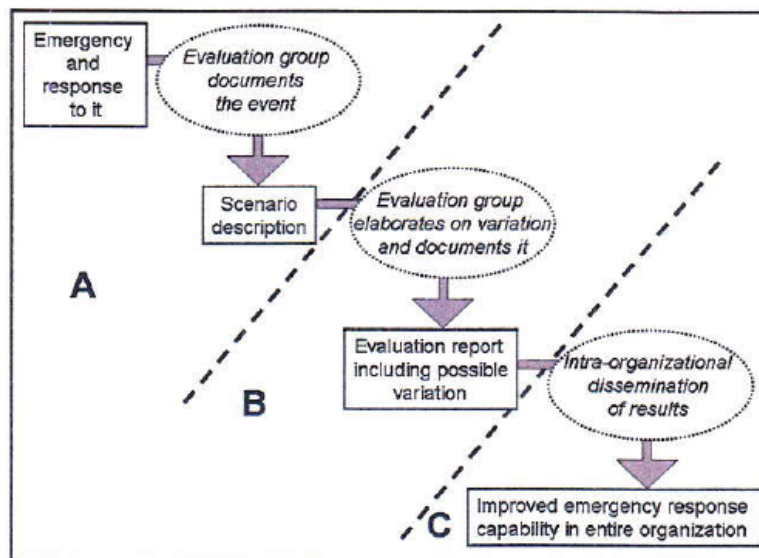 Emergency
and
response
to it
Evaluation group
documents
the event
Scenario
description
Evaluation group
elaborates on variation
and documents it
A
Evaluation report
including possible
variation
B
Intra-organizational
dissemination
of results
C
Improved emergency response
capability in entire organization